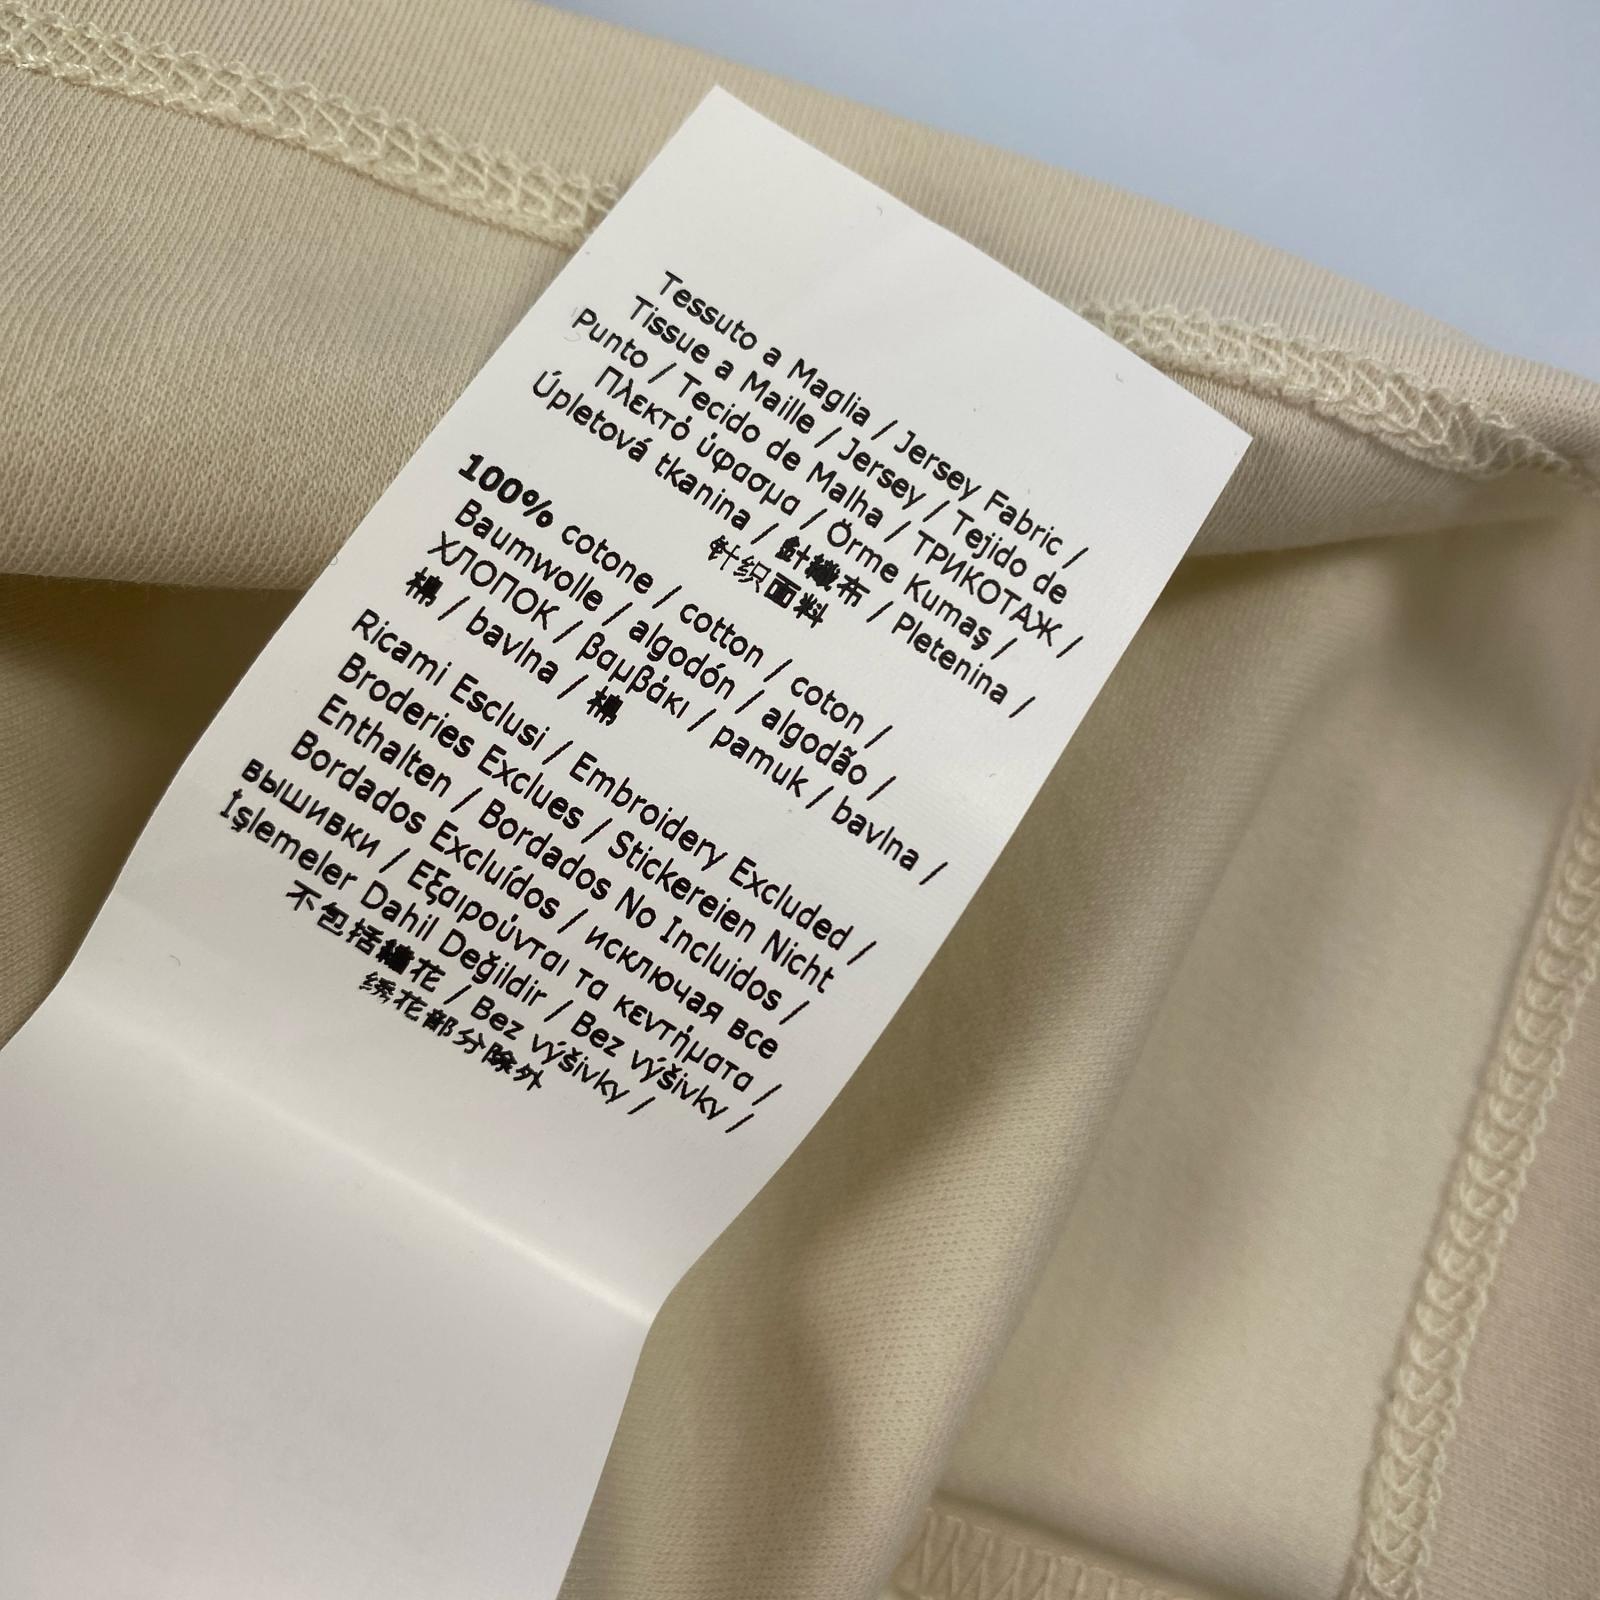 Tessuto a Maglia / Jersey Fabric /
Tissue a Maille / Jersey / Tejido de
Punto / Tecido de Malha / ТРИКОТАЖ /
Πλεκτό ύφασμα / Örme Kumaş /
Úpletová tkanina / 針織布 / Pletenina /
针织面料
100% cotone / cotton / coton /
Baumwolle / algodón / algodão /
ХЛОПОК / βαμβάκι / pamuk / bavlna /
棉 / bavlna / 棉
Ricami Esclusi / Embroidery Excluded /
Broderies Exclues / Stickereien Nicht
Enthalten / Bordados No Incluidos /
Bordados Excluídos / исключая все
вышивки / Εξαιρούνται τα κεντήματα /
İşlemeler Dahil Değildir / Bez výšivky /
不包括繡花 / Bez výšivky /
绣花部分除外